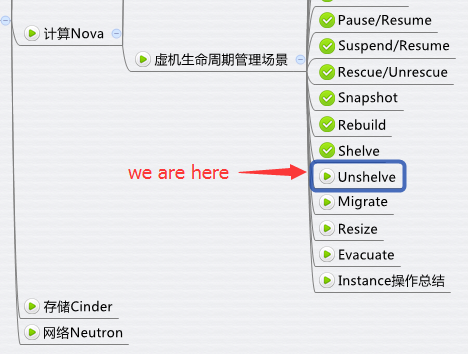 Pause/Resume
计算Nova
Suspend/Resume
虚机生命周期管理场景
Rescue/Unrescue
Snapshot
Rebuild
Shelve
we are here
Unshelve
Migrate
Resize
Evacuate
Instance操作总结
存储Cinder
网络Neutron